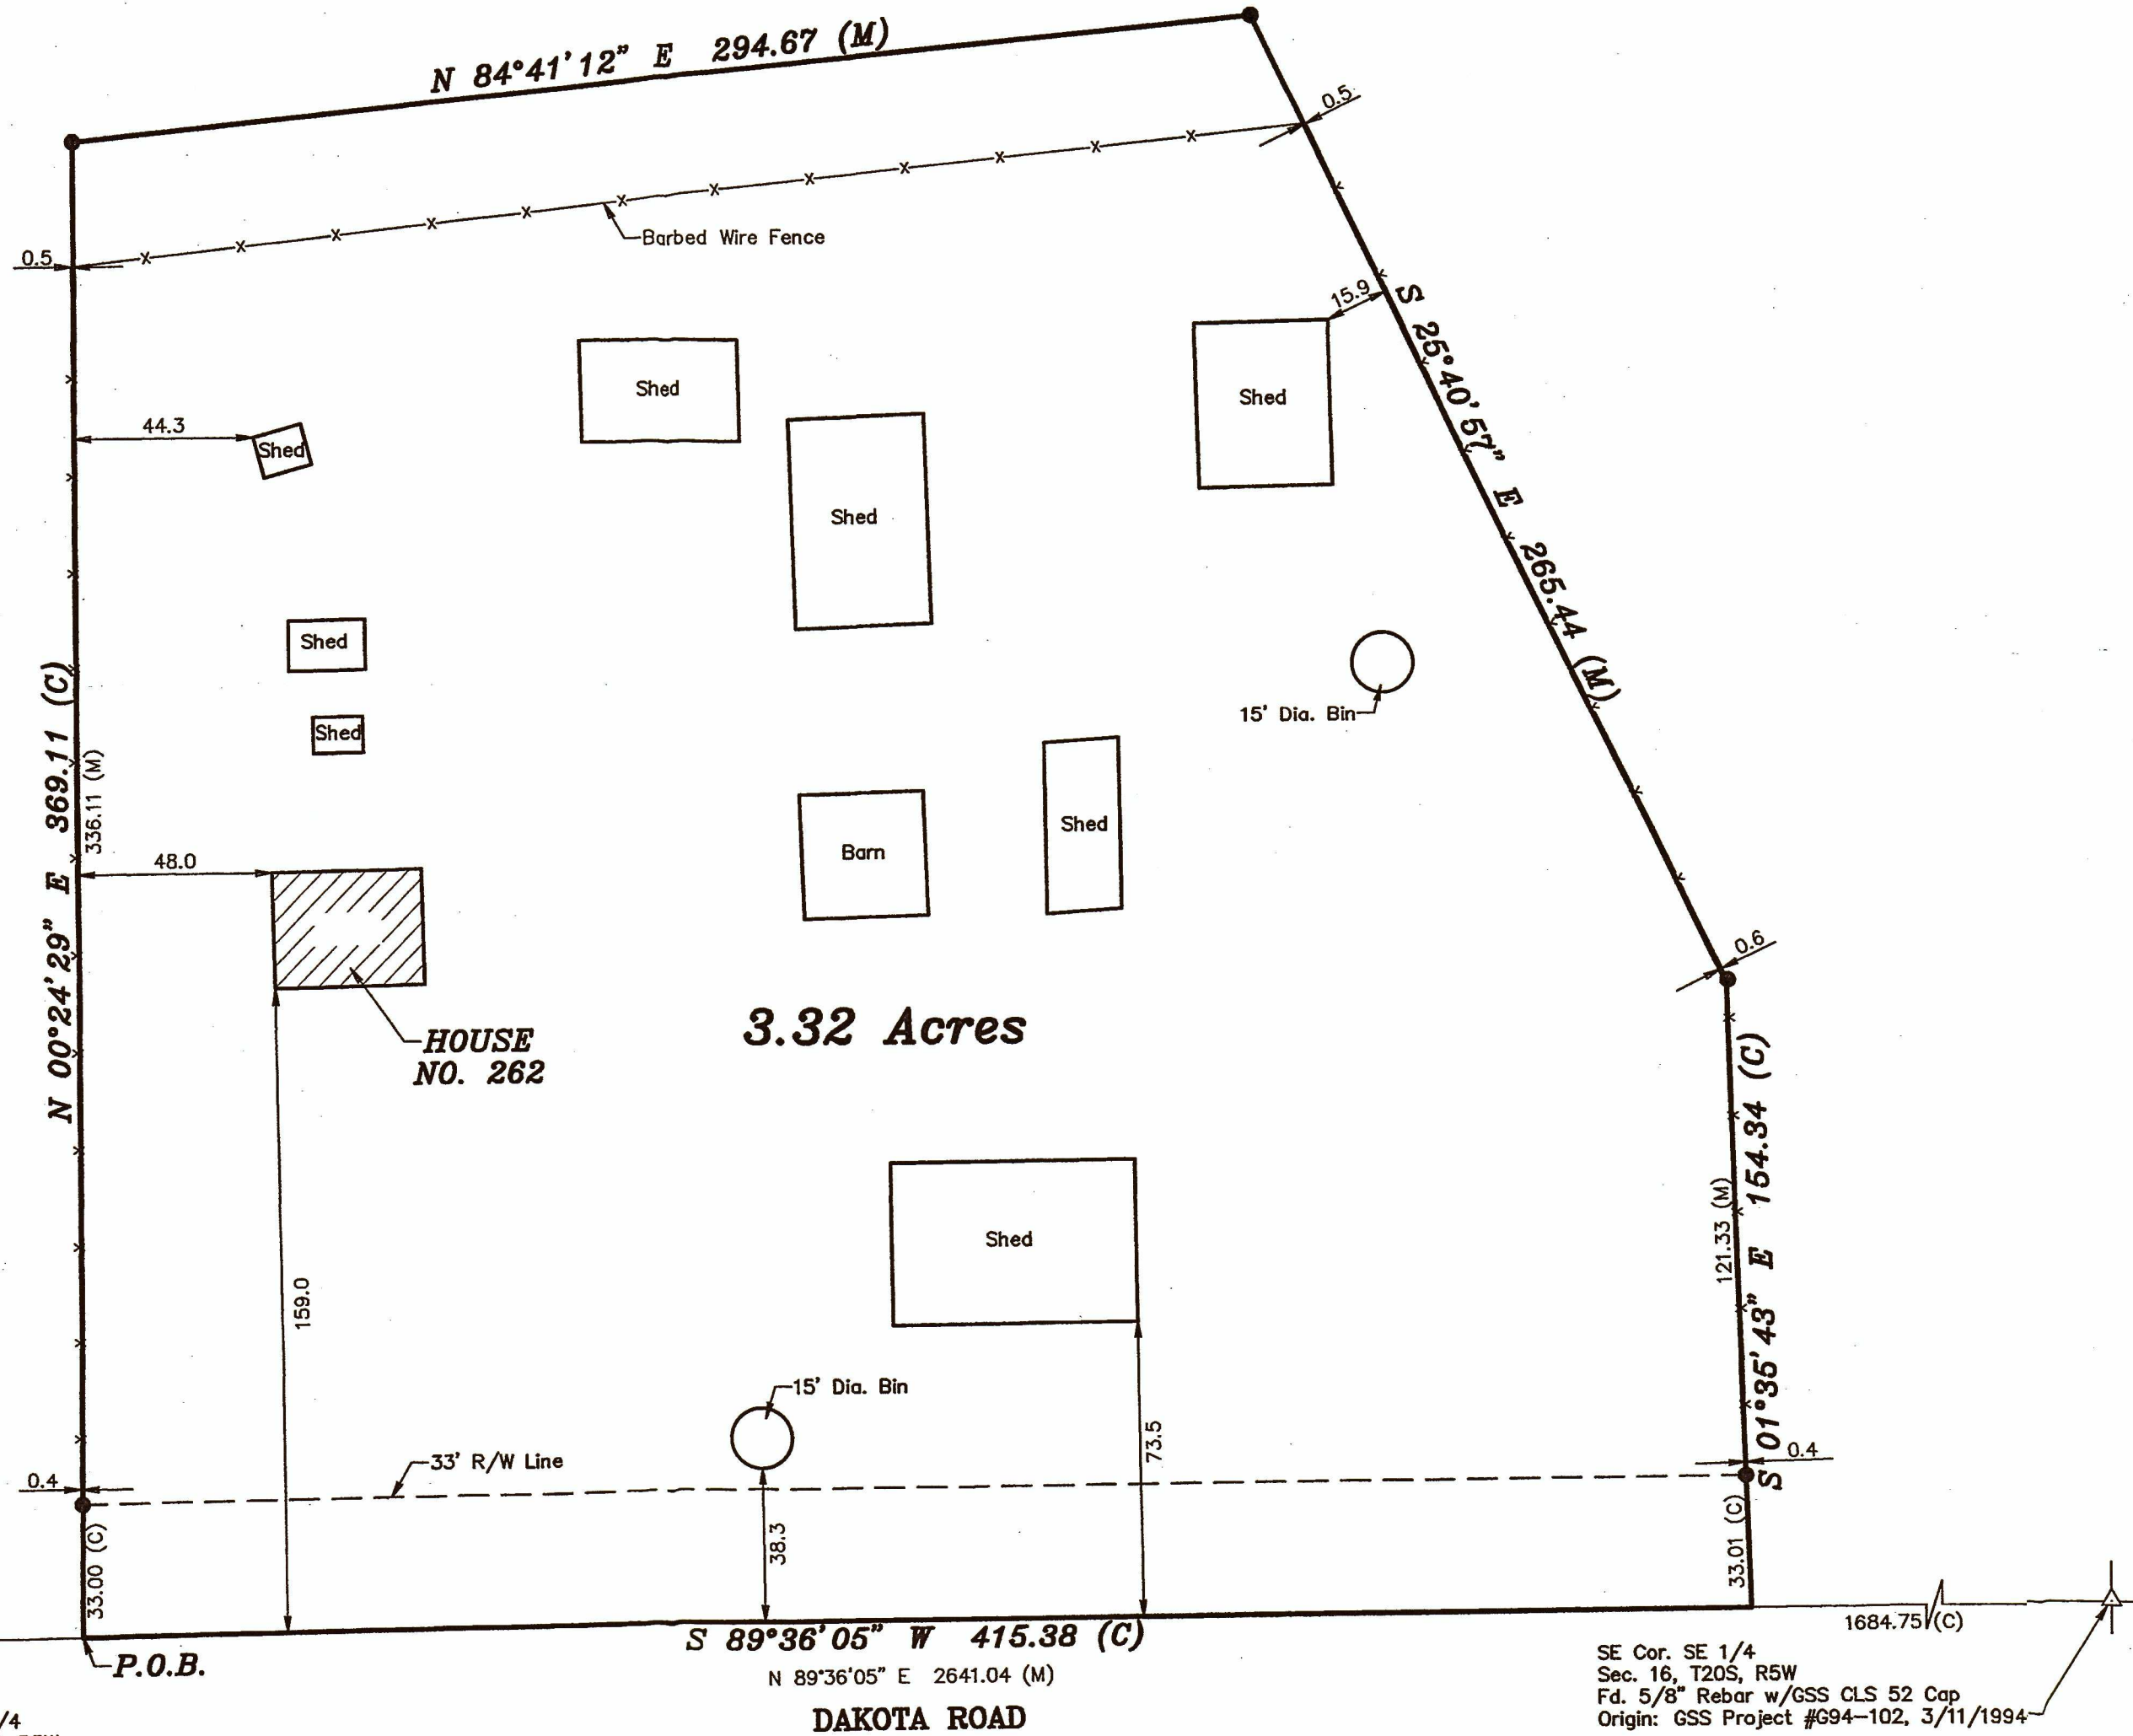 N 84°41'12" E 294.67 (M)
0.5
Barbed Wire Fence
0.5
15.9
S 25°40'57" E 265.44 (M)
Shed
Shed
44.3
Shed
Shed
Shed
15' Dia. Bin
Shed
N 00°24'29" E 369.11 (C)
336.11 (M)
Shed
Barn
48.0
0.6
3.32 Acres
HOUSE
NO. 262
S 01°35'43" E 154.34 (C)
121.33 (M)
Shed
159.0
15' Dia. Bin
73.5
33' R/W Line
0.4
0.4
38.3
33.00 (C)
33.01 (C)
1684.75 (C)
S 89°36'05" W 415.38 (C)
P.O.B.
N 89°36'05" E 2641.04 (M)
DAKOTA ROAD
SE Cor. SE 1/4
Sec. 16, T20S, R5W
Fd. 5/8" Rebar w/GSS CLS 52 Cap
Origin: GSS Project #G94-102, 3/11/1994
/4